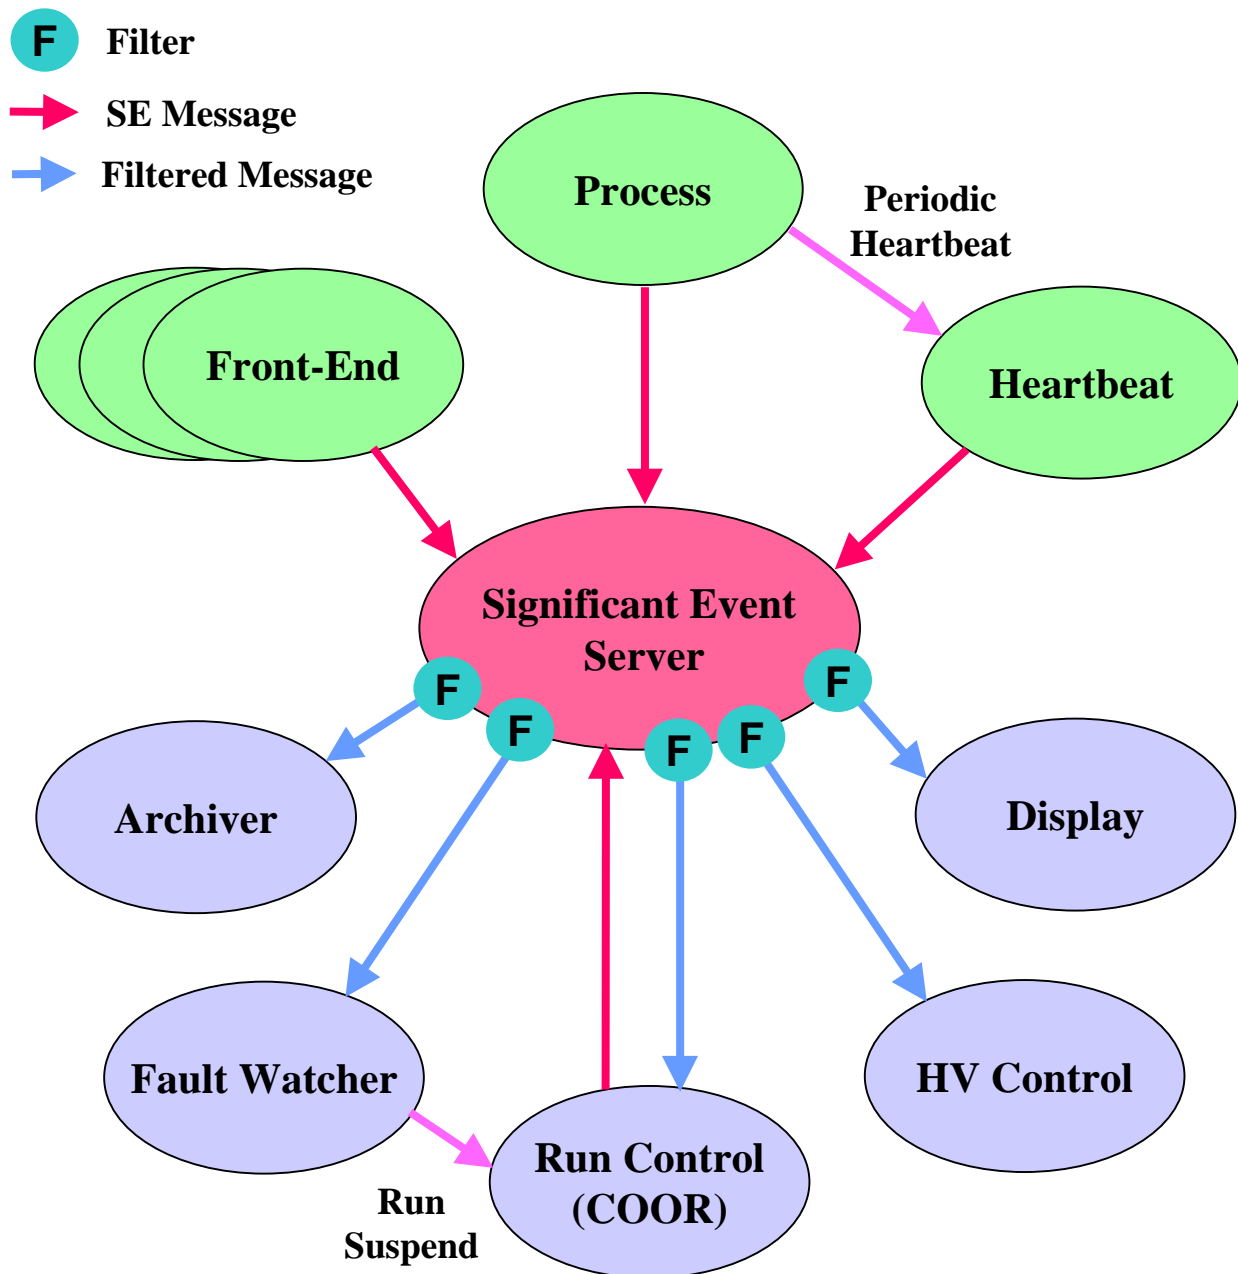 F Filter
SE Message
Filtered Message
Process
Periodic
Heartbeat
Front-End
Heartbeat
Significant Event
Server
F
F
F
F
F
Archiver
Display
Fault Watcher
HV Control
Run Control
(COOR)
Run
Suspend